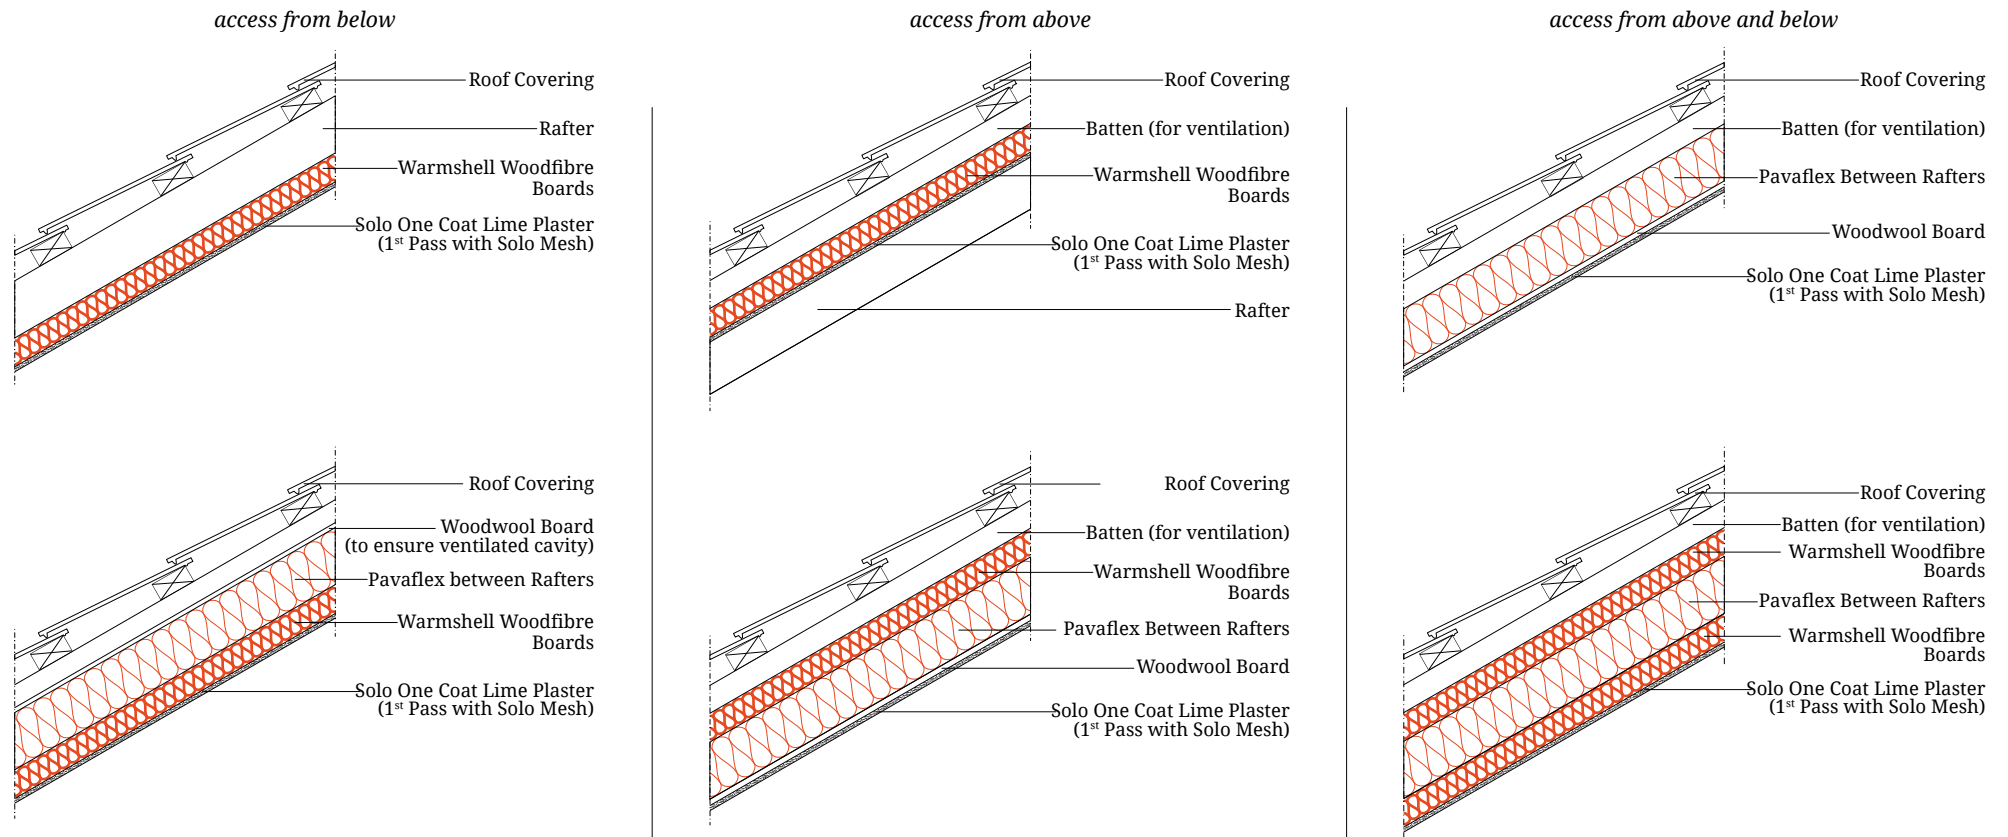 access from below
Roof Covering
Rafter
Warmshell Woodfibre
Boards
Solo One Coat Lime Plaster
(1st Pass with Solo Mesh)
Roof Covering
Woodwool Board
(to ensure ventilated cavity)
Pavaflex between Rafters
Warmshell Woodfibre
Boards
Solo One Coat Lime Plaster
(1st Pass with Solo Mesh)
access from above
Roof Covering
Batten (for ventilation)
Warmshell Woodfibre
Boards
Solo One Coat Lime Plaster
(1st Pass with Solo Mesh)
Rafter
Roof Covering
Batten (for ventilation)
Warmshell Woodfibre
Boards
Pavaflex Between Rafters
Woodwool Board
Solo One Coat Lime Plaster
(1st Pass with Solo Mesh)
access from above and below
Roof Covering
Batten (for ventilation)
Pavaflex Between Rafters
Woodwool Board
Solo One Coat Lime Plaster
(1st Pass with Solo Mesh)
Roof Covering
Batten (for ventilation)
Warmshell Woodfibre
Boards
Pavaflex Between Rafters
Warmshell Woodfibre
Boards
Solo One Coat Lime Plaster
(1st Pass with Solo Mesh)